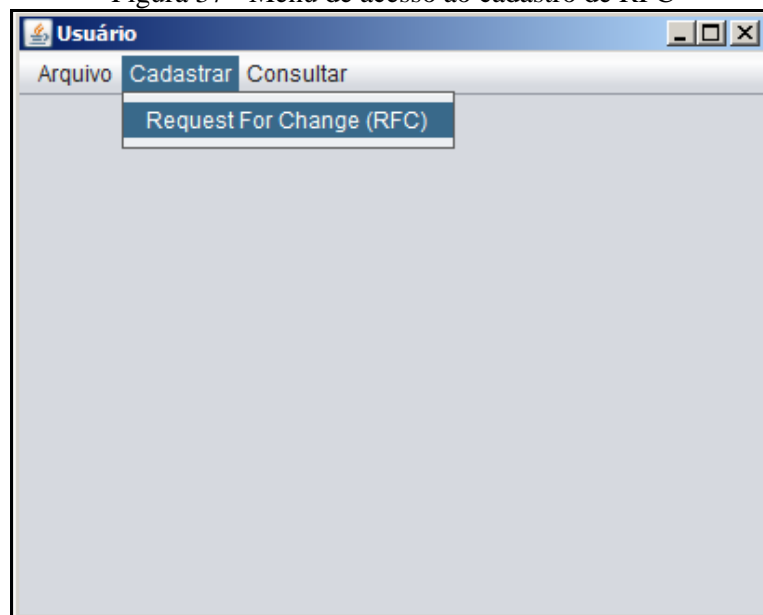 Figura 37 - Menu de acesso ao cadastro de RFC
Usuário
Arquivo Cadastrar Consultar
Request For Change (RFC)